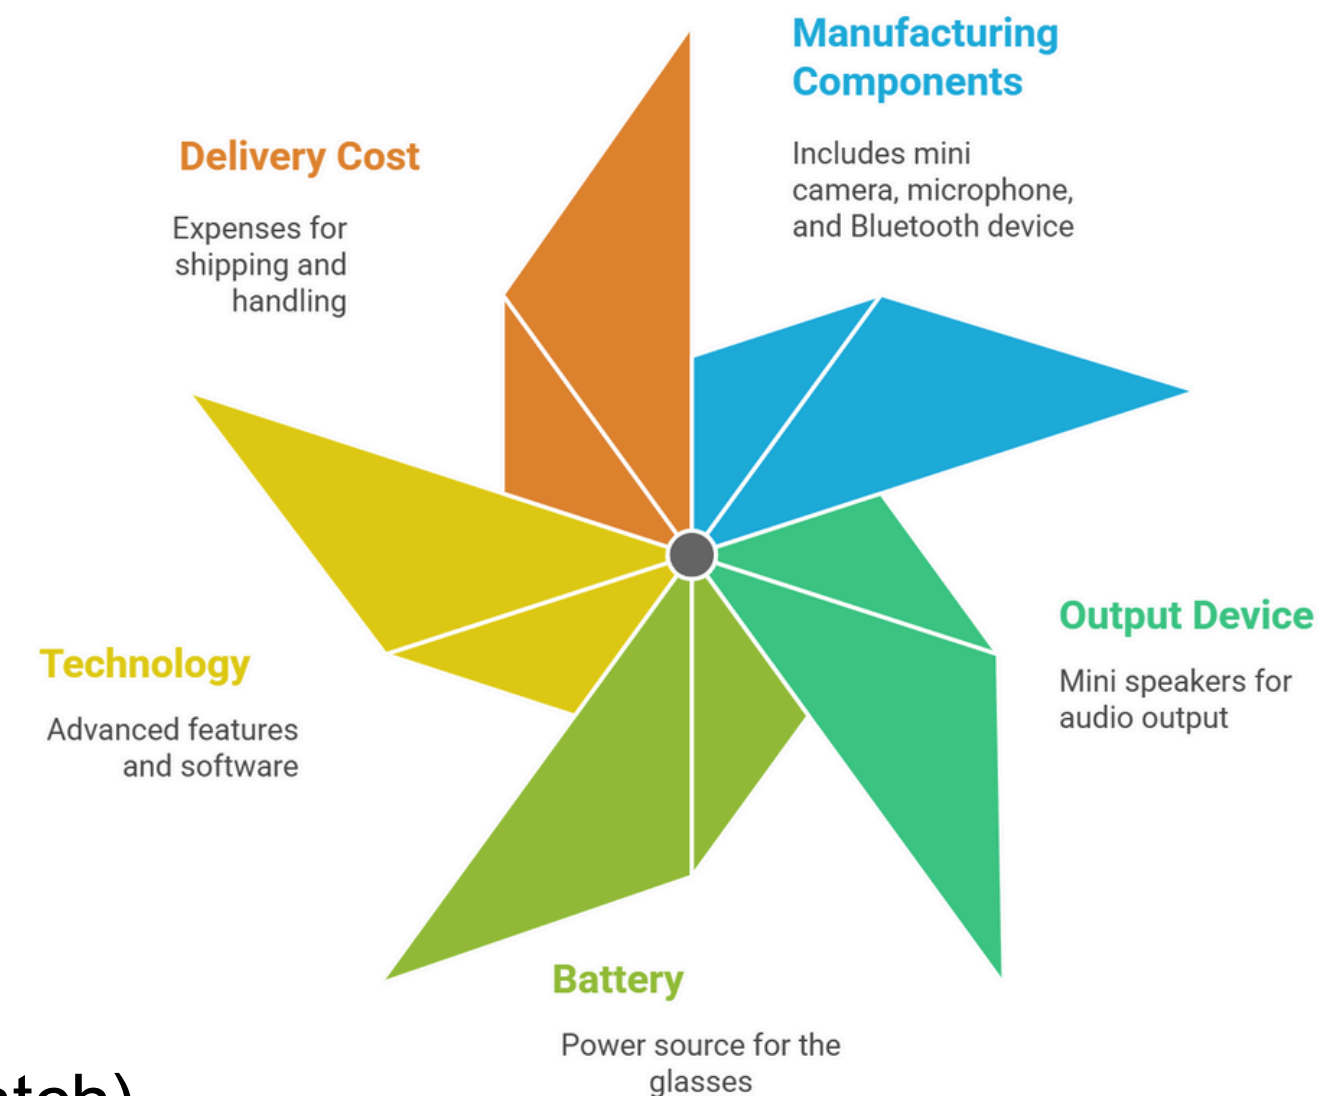 Manufacturing
Components
Includes mini
camera, microphone,
and Bluetooth device
Delivery Cost
Expenses for
shipping and
handling
Output Device
Mini speakers for
audio output
Technology
Advanced features
and software
Battery
Power source for the
glasses